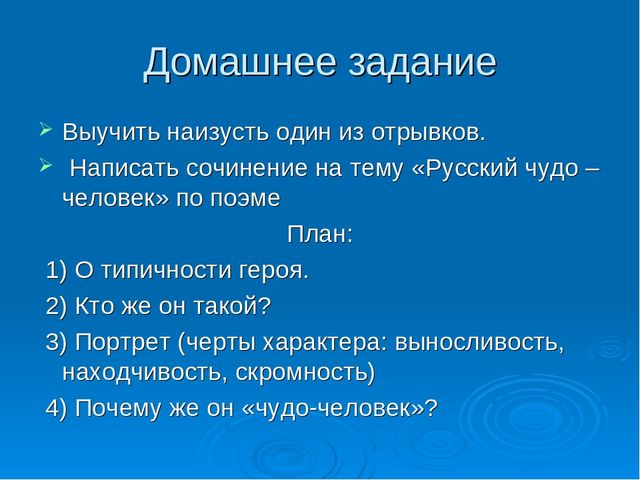 Домашнее задание
Выучить наизусть один из отрывков.
Написать сочинение на тему «Русский чудо –
человек» по поэме
План:
1) О типичности героя.
2) Кто же он такой?
3) Портрет (черты характера: выносливость,
находчивость, скромность)
4) Почему же он «чудо-человек»?